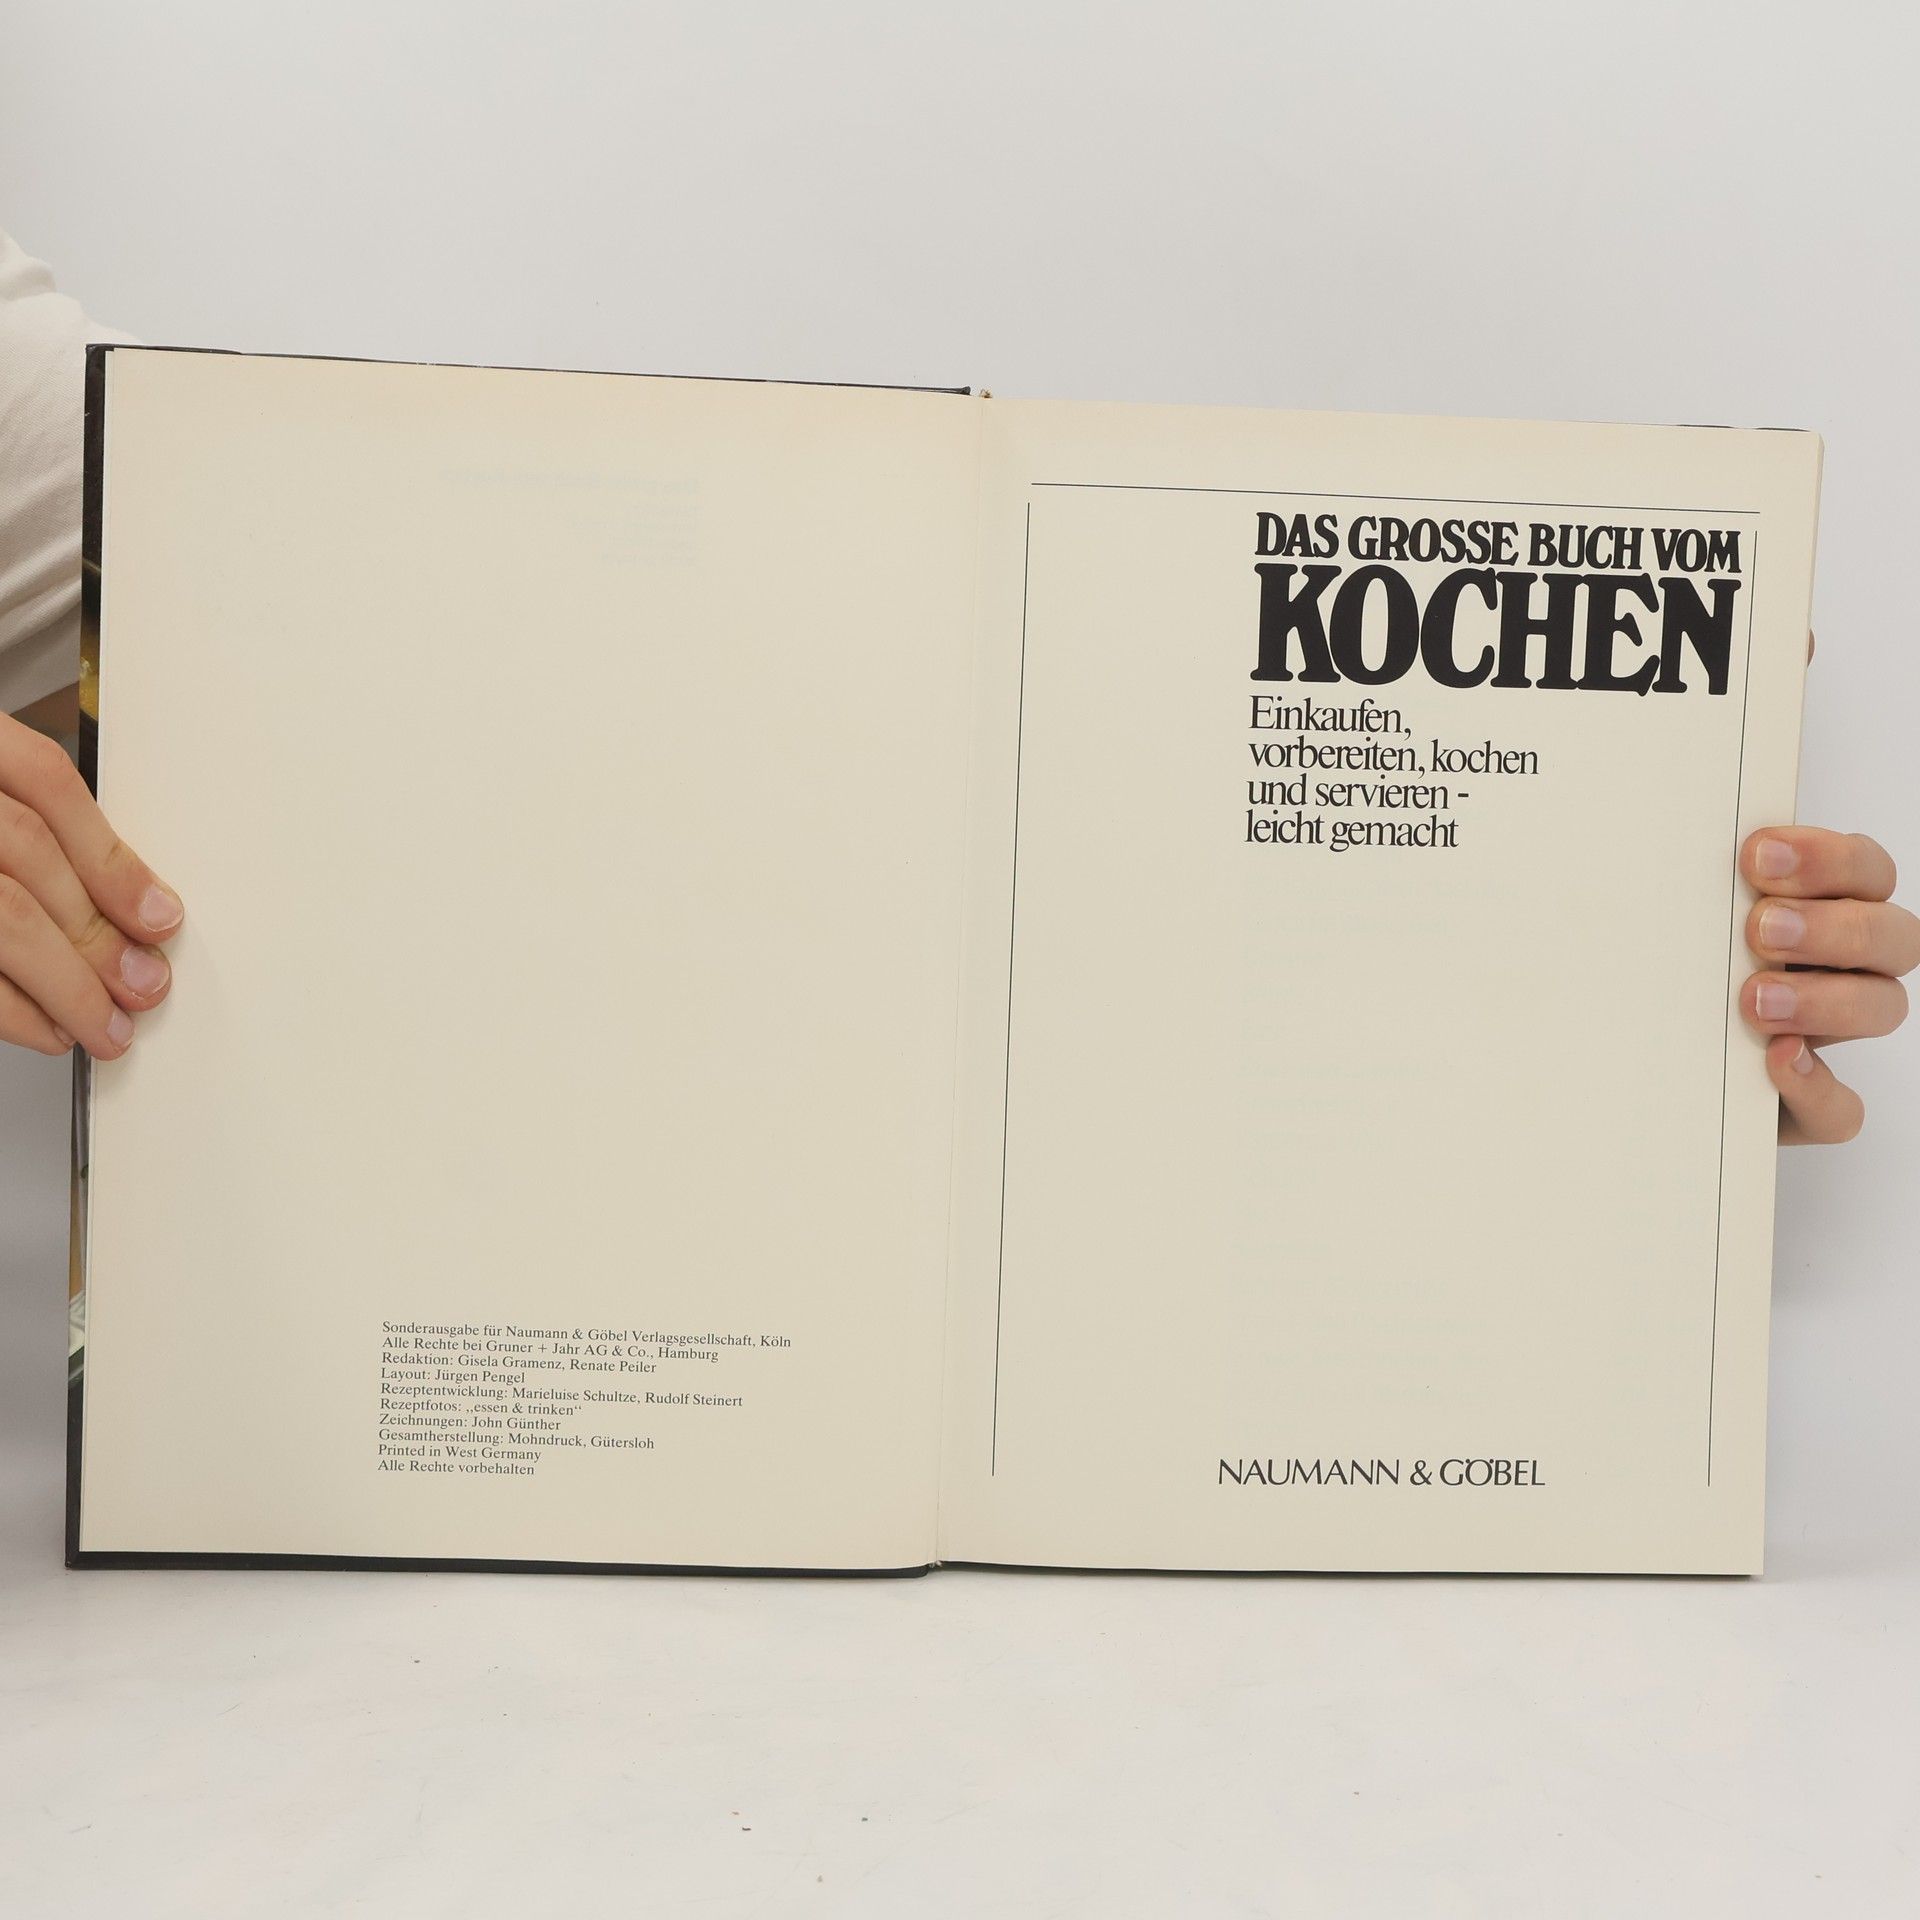 Sonderausgabe für Naumann & Göbel Verlagsgesellschaft, Köln
Alle Rechte bei Gruner + Jahr AG & Co., Hamburg
Redaktion: Gisela Gramenz, Renate Peiler
Layout: Jürgen Pengel
Rezeptentwicklung: Marieluise Schultze, Rudolf Steinert
Rezeptfotos: „essen & trinken“
Zeichnungen: John Günther
Gesamtherstellung: Mohndruck, Gütersloh
Printed in West Germany
Alle Rechte vorbehalten
DAS GROSSE BUCH VOM
KOCHEN
Einkaufen,
vorbereiten, kochen
und servieren -
leicht gemacht
NAUMANN & GÖBEL